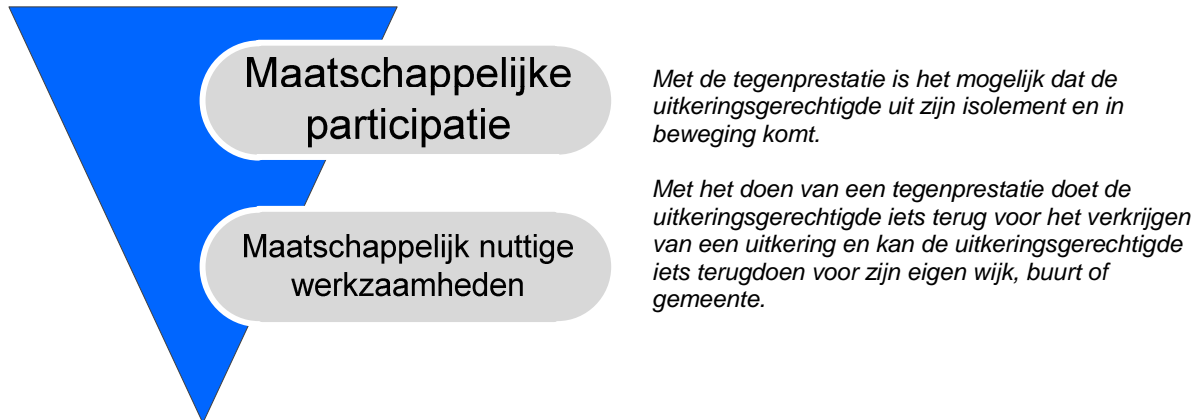 Maatschappelijke
participatie
Met de tegenprestatie is het mogelijk dat de
uitkeringsgerechtigde uit zijn isolement en in
beweging komt.
Maatschappelijk nuttige
werkzaamheden
Met het doen van een tegenprestatie doet de
uitkeringsgerechtigde iets terug voor het verkrijgen
van een uitkering en kan de uitkeringsgerechtigde
iets terugdoen voor zijn eigen wijk, buurt of
gemeente.